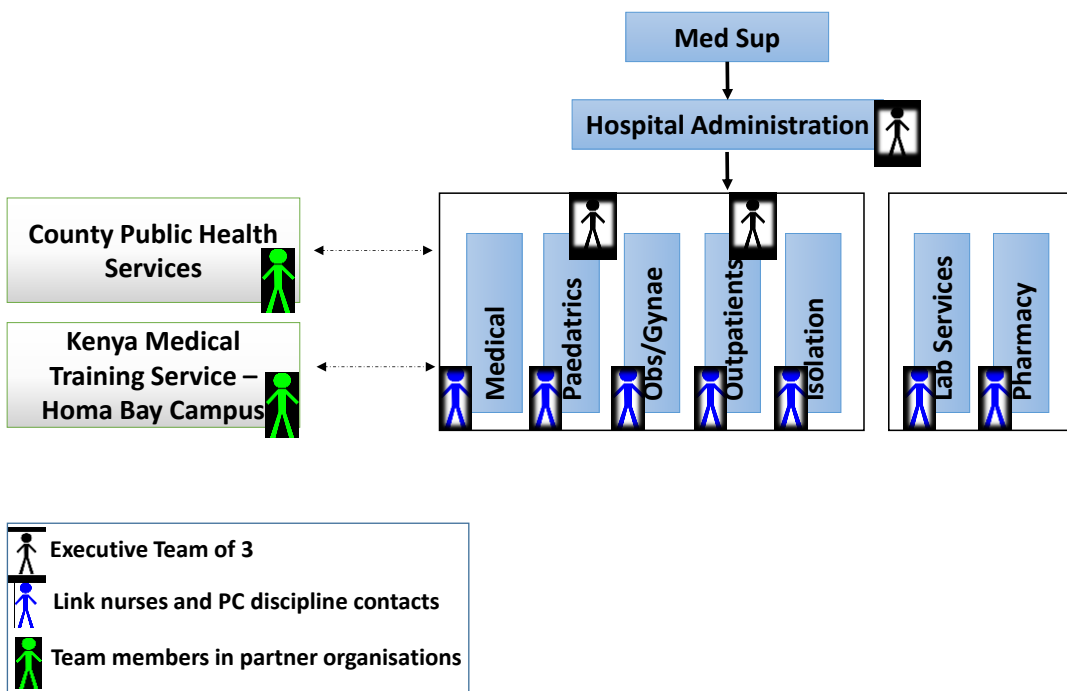 Med Sup
Hospital Administration
County Public Health
Services
Kenya Medical
Training Service –
Homa Bay Campus
Medical
Paedatrics
Obs/Gynae
Outpatients
Isolation
Lab Services
Pharmacy
Executive Team of 3
Link nurses and PC discipline contacts
Team members in partner organisations